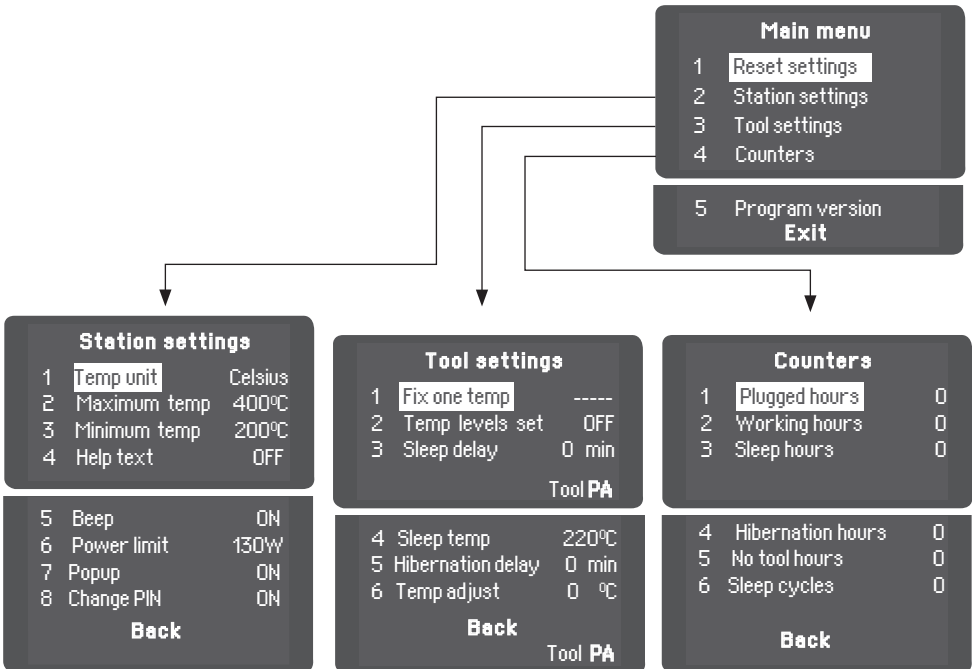 Main menu
1 Reset settings
2 Station settings
3 Tool settings
4 Counters
5 Program version
Exit
Station settings
1 Temp unit Celsius
2 Maximum temp 400ºC
3 Minimum temp 200ºC
4 Help text OFF
5 Beep ON
6 Power limit 130W
7 Popup ON
8 Change PIN ON
Back
Tool settings
1 Fix one temp -----
2 Temp levels set OFF
3 Sleep delay 0 min
Tool PA
4 Sleep temp 220ºC
5 Hibernation delay 0 min
6 Temp adjust 0 ºC
Back
Tool PA
Counters
1 Plugged hours 0
2 Working hours 0
3 Sleep hours 0
4 Hibernation hours 0
5 No tool hours 0
6 Sleep cycles 0
Back